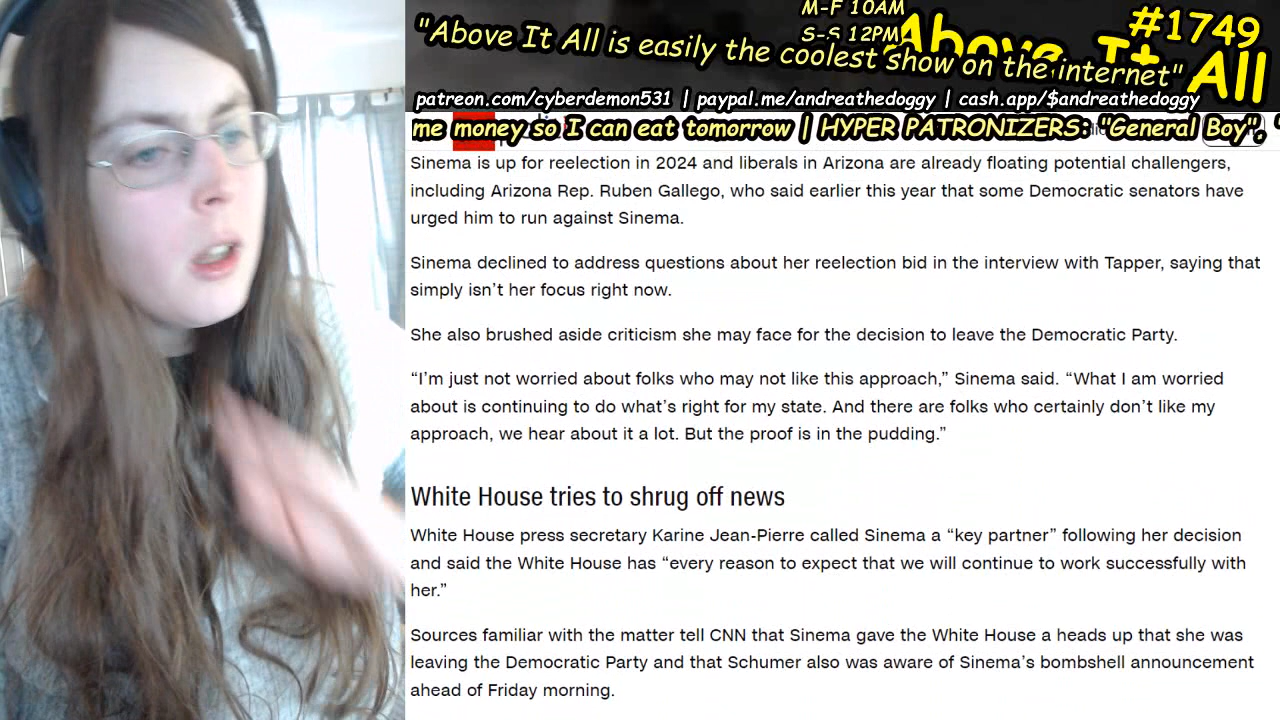 M-F 10AM
S-S 12PM
#1749
Above It All
"Above It All is easily the coolest show on the internet"
patreon.com/cyberdemon531 | paypal.me/andreathedoggy | cash.app/$andreathedoggy
me money so I can eat tomorrow | HYPER PATRONIZERS: "General Boy", "
Sinema is up for reelection in 2024 and liberals in Arizona are already floating potential challengers,
including Arizona Rep. Ruben Gallego, who said earlier this year that some Democratic senators have
urged him to run against Sinema.
Sinema declined to address questions about her reelection bid in the interview with Tapper, saying that
simply isn’t her focus right now.
She also brushed aside criticism she may face for the decision to leave the Democratic Party.
“I’m just not worried about folks who may not like this approach,” Sinema said. “What I am worried
about is continuing to do what’s right for my state. And there are folks who certainly don’t like my
approach, we hear about it a lot. But the proof is in the pudding.”
White House tries to shrug off news
White House press secretary Karine Jean-Pierre called Sinema a “key partner” following her decision
and said the White House has “every reason to expect that we will continue to work successfully with
her.”
Sources familiar with the matter tell CNN that Sinema gave the White House a heads up that she was
leaving the Democratic Party and that Schumer also was aware of Sinema’s bombshell announcement
ahead of Friday morning.